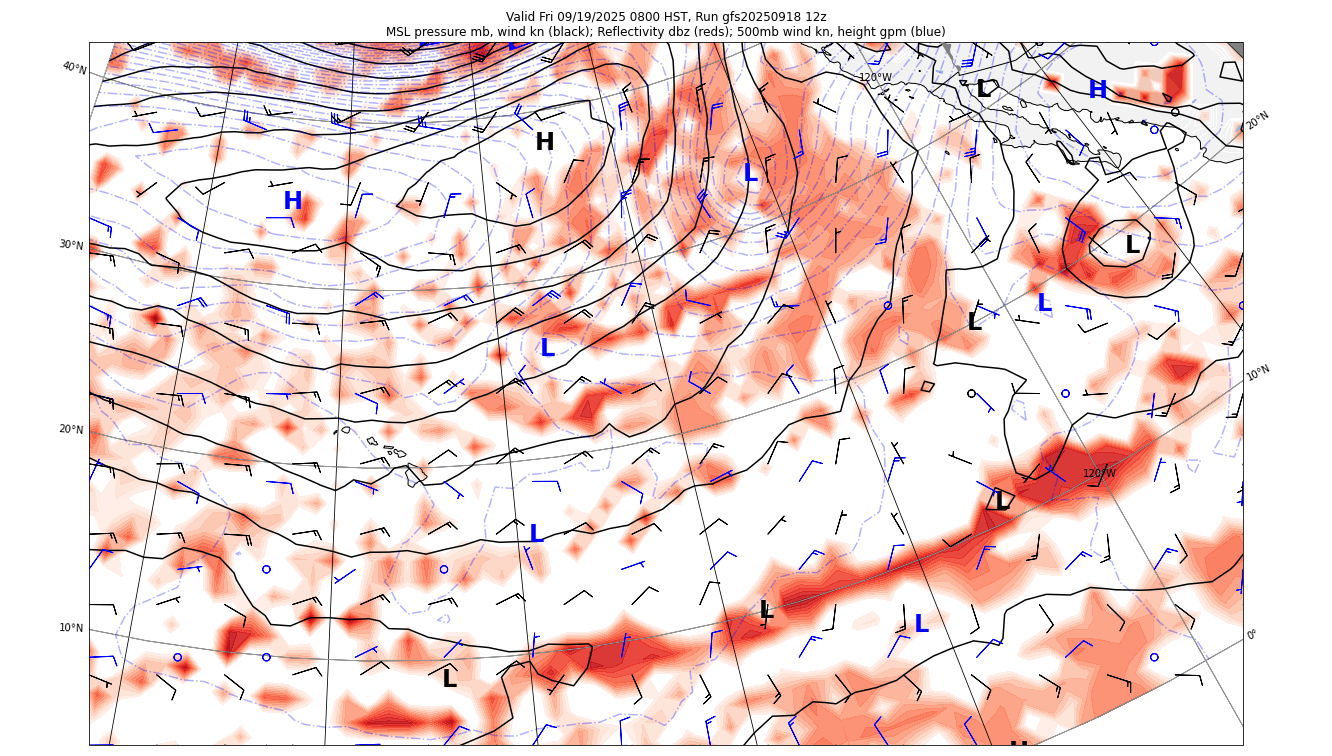 Valid Fri 09/19/2025 0800 HST, Run gfs20250918 12z
MSL pressure mb, wind kn (black); Reflectivity dbz (reds); 500mb wind kn, height gpm (blue)
40°N
120°W
L
H
20°N
H
L
H
30°N
L
L
L
L
10°N
20°N
120°W
L
L
L
L
10°N
0°
L
H